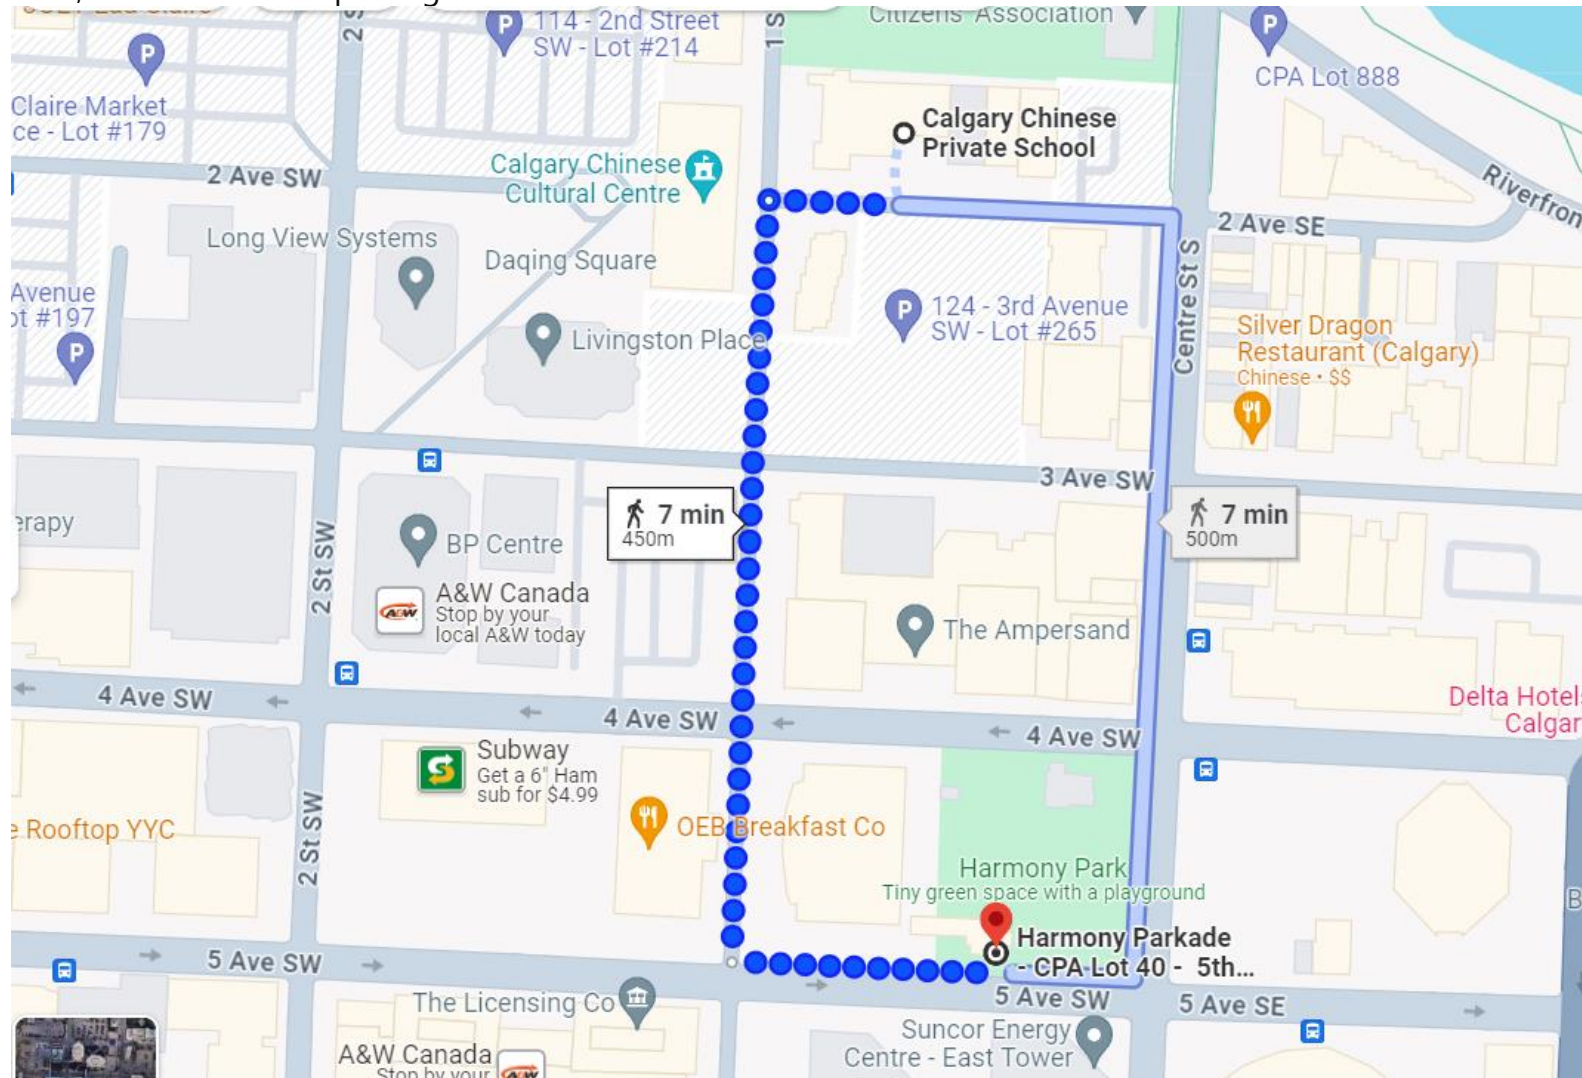 2 S
114 - 2nd Street
SW - Lot #214
1 S
Citizens' Association
CPA Lot 888
Claire Market
ce - Lot #179
Calgary Chinese
Private School
2 Ave SW
Calgary Chinese
Cultural Centre
Riverfron
2 Ave SE
Long View Systems
Daqing Square
Centre St S
Avenue
ot #197
124 - 3rd Avenue
SW - Lot #265
Livingston Place
Silver Dragon
Restaurant (Calgary)
Chinese • $$
3 Ave SW
7 min
450m
7 min
500m
erapy
BP Centre
2 St SW
A&W Canada
Stop by your
local A&W today
The Ampersand
4 Ave SW
4 Ave SW
4 Ave SW
Delta Hotel
Calgar
Subway
Get a 6" Ham
sub for $4.99
e Rooftop YYC
2 St SW
OEB Breakfast Co
Harmony Park
Tiny green space with a playground
B
Harmony Parkade
- CPA Lot 40 - 5th...
5 Ave SW
5 Ave SW
5 Ave SE
The Licensing Co
Suncor Energy
Centre - East Tower
A&W Canada
Stop by your